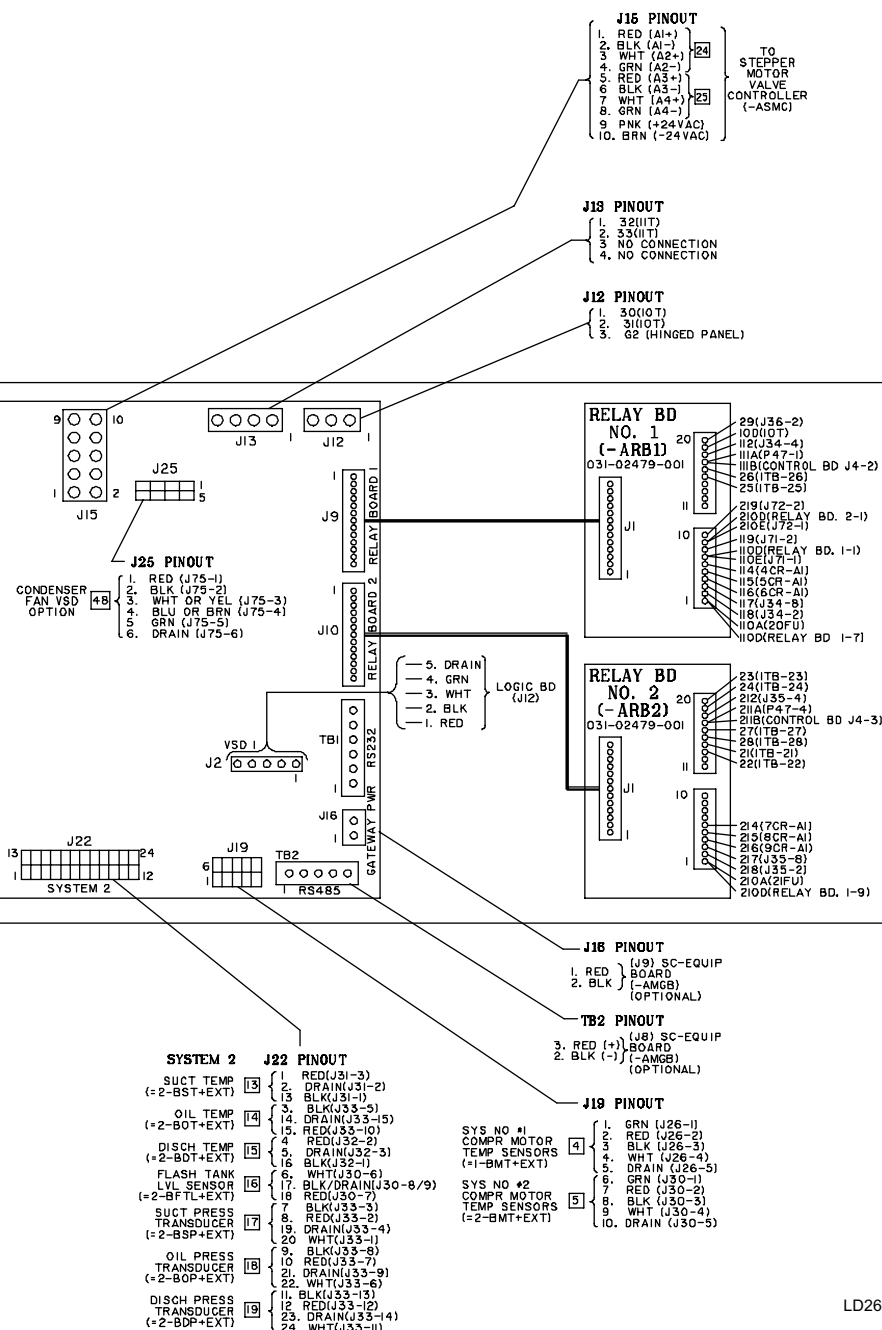 J15 PINOUT
1. RED (A1+)
2. BLK (A1-)
3 WHT (A2+)
4. GRN (A2-)
24
5. RED (A3+)
6 BLK (A3-)
7 WHT (A4+)
8. GRN (A4-)
25
9 PNK (+24VAC)
10. BRN (-24VAC)
TO
STEPPER
MOTOR
VALVE
CONTROLLER
(-ASMC)
J13 PINOUT
1. 32(11T)
2. 33(11T)
3 NO CONNECTION
4. NO CONNECTION
J12 PINOUT
1. 30(10T)
2. 31(10T)
3. G2 (HINGED PANEL)
9
10
1
2
J15
J13
1
J12
1
J25
1
5
J25 PINOUT
CONDENSER
FAN VSD
OPTION
48
1. RED (J75-1)
2. BLK (J75-2)
3. WHT OR YEL (J75-3)
4. BLU OR BRN (J75-4)
5 GRN (J75-5)
6. DRAIN (J75-6)
1
J9
RELAY BOARD 1
1
J10
RELAY BOARD 2
RELAY BD
NO. 1
(-ARB1)
031-02479-001
J1
1
20
11
10
1
29(J36-2)
10D(10T)
112(J34-4)
111A(P47-1)
111B(CONTROL BD J4-2)
26(1TB-26)
25(1TB-25)
219(J72-2)
210D(RELAY BD. 2-1)
210E(J72-1)
119(J71-2)
110D(RELAY BD. 1-1)
110E(J71-1)
114(4CR-A1)
115(5CR-A1)
116(6CR-A1)
117(J34-8)
118(J34-2)
110A(20FU)
110D(RELAY BD 1-7)
5. DRAIN
4. GRN
3. WHT
2. BLK
1. RED
LOGIC BD
(J12)
VSD 1
J2
1
TB1
1
RS232
J16
1
GATEWAY PWR
RELAY BD
NO. 2
(-ARB2)
031-02479-001
J1
1
20
11
10
1
23(1TB-23)
24(1TB-24)
212(J35-4)
211A(P47-4)
211B(CONTROL BD J4-3)
27(1TB-27)
28(1TB-28)
21(1TB-21)
22(1TB-22)
214(7CR-A1)
215(8CR-A1)
216(9CR-A1)
217(J35-8)
218(J35-2)
210A(21FU)
210D(RELAY BD. 1-9)
J22
13
24
1
12
SYSTEM 2
J19
6
1
TB2
1
RS485
J16 PINOUT
1. RED
2. BLK
(J9) SC-EQUIP
BOARD
(-AMGB)
(OPTIONAL)
TB2 PINOUT
3. RED (+)
2. BLK (-)
(J8) SC-EQUIP
BOARD
(-AMGB)
(OPTIONAL)
J19 PINOUT
SYS NO #1
COMPR MOTOR
TEMP SENSORS
(=1-BMT+EXT)
4
1. GRN (J26-1)
2. RED (J26-2)
3 BLK (J26-3)
4. WHT (J26-4)
5. DRAIN (J26-5)
SYS NO #2
COMPR MOTOR
TEMP SENSORS
(=2-BMT+EXT)
5
6. GRN (J30-1)
7 RED (J30-2)
8. BLK (J30-3)
9 WHT (J30-4)
10. DRAIN (J30-5)
SYSTEM 2 J22 PINOUT
SUCT TEMP
(=2-BST+EXT)
13
1 RED(J31-3)
2. DRAIN(J31-2)
13 BLK(J31-1)
OIL TEMP
(=2-BOT+EXT)
14
3. BLK(J33-5)
14. DRAIN(J33-15)
15. RED(J33-10)
DISCH TEMP
(=2-BDT+EXT)
15
4 RED(J32-2)
5. DRAIN(J32-3)
16 BLK(J32-1)
FLASH TANK
LVL SENSOR
(=2-BFTL+EXT)
16
6. WHT(J30-6)
17. BLK/DRAIN(J30-8/9)
18 RED(J30-7)
SUCT PRESS
TRANSDUCER
(=2-BSP+EXT)
17
7 BLK(J33-3)
8. RED(J33-2)
19. DRAIN(J33-4)
20 WHT(J33-1)
OIL PRESS
TRANSDUCER
(=2-BOP+EXT)
18
9. BLK(J33-8)
10 RED(J33-7)
21. DRAIN(J33-9)
22. WHT(J33-6)
DISCH PRESS
TRANSDUCER
(=2-BDP+EXT)
19
11. BLK(J33-13)
12 RED(J33-12)
23. DRAIN(J33-14)
24 WHT(J33-11)
LD26